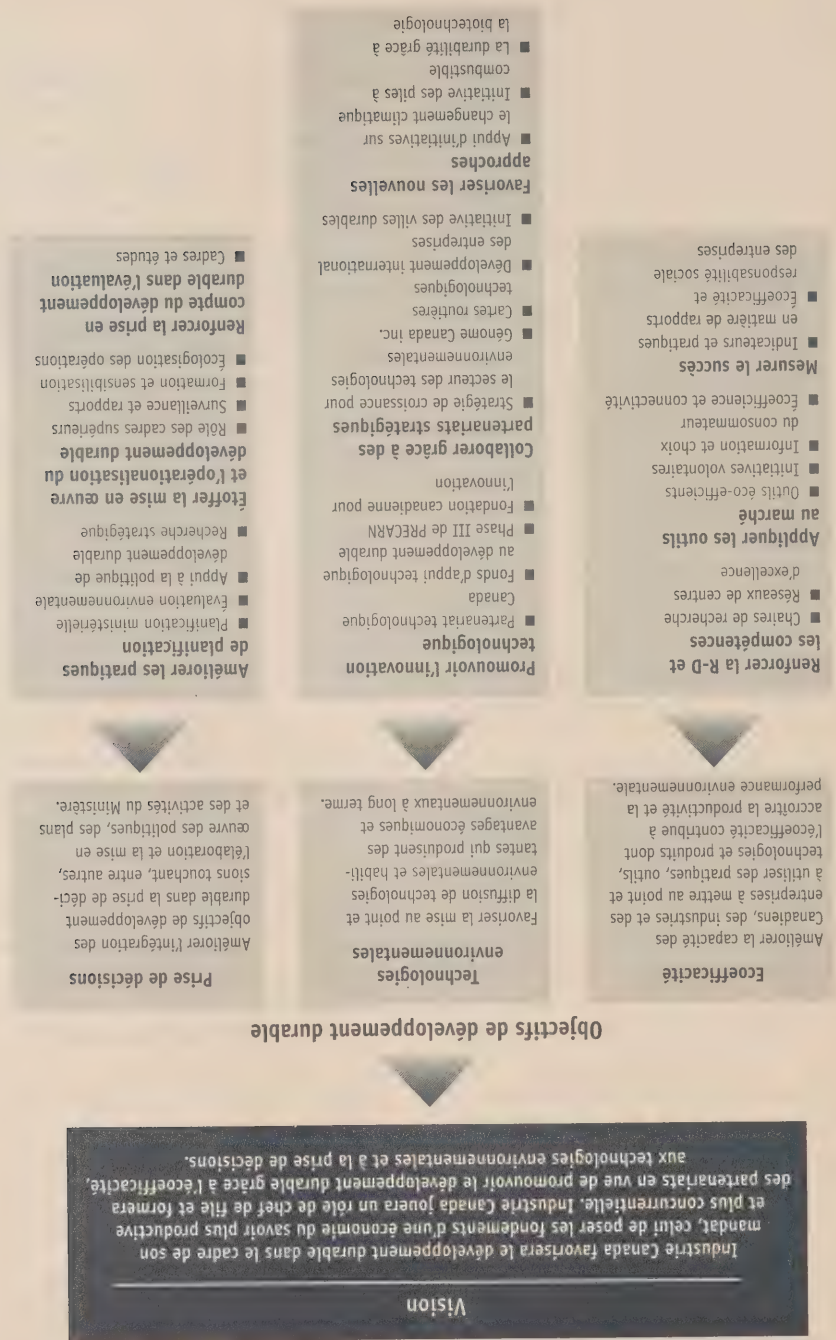 Vision
Industrie Canada favorisera le développement durable dans le cadre de son
mandat, celui de poser les fondements d'une économie du savoir plus productive
et plus concurrentielle. Industrie Canada jouera un rôle de chef de file et formera
des partenariats en vue de promouvoir le développement durable grâce à l'écoefficacité,
aux technologies environnementales et à la prise de décisions.
Objectifs de développement durable
Ecoefficacité
Améliorer la capacité des
Canadiens, des industries et des
entreprises à mettre au point et
à utiliser des pratiques, outils,
technologies et produits dont
l'écoefficacité contribue à
accroître la productivité et la
performance environnementale.
Renforcer la R-D et
les compétences
■ Chaires de recherche
■ Réseaux de centres
d'excellence
Appliquer les outils
au marché
■ Outils éco-efficients
■ Initiatives volontaires
■ Information et choix
du consommateur
■ Écoefficience et connectivité
Mesurer le succès
■ Indicateurs et pratiques
en matière de rapports
■ Écoefficacité et
responsabilité sociale
des entreprises
Technologies
environnementales
Favoriser la mise au point et
la diffusion de technologies
environnementales et habili-
tantes qui produisent des
avantages économiques et
environnementaux à long terme.
Promouvoir l'innovation
technologique
■ Partenariat technologique
Canada
■ Fonds d'appui technologique
au développement durable
■ Phase III de PRECARN
■ Fondation canadienne pour
l'innovation
Collaborer grâce à des
partenariats stratégiques
■ Stratégie de croissance pour
le secteur des technologies
environnementales
■ Génome Canada inc.
■ Cartes routières
technologiques
■ Développement international
des entreprises
■ Initiative des villes durables
Favoriser les nouvelles
approches
■ Appui d'initiatives sur
le changement climatique
■ Initiative des piles à
combustible
■ La durabilité grâce à
la biotechnologie
Prise de décisions
Améliorer l'intégration des
objectifs de développement
durable dans la prise de déci-
sions touchant, entre autres,
l'élaboration et la mise en
œuvre des politiques, des plans
et des activités du Ministère.
Améliorer les pratiques
de planification
■ Planification ministérielle
■ Évaluation environnementale
■ Appui à la politique de
développement durable
■ Recherche stratégique
Étoffer la mise en œuvre
et l'opérationalisation du
développement durable
■ Rôle des cadres supérieurs
■ Surveillance et rapports
■ Formation et sensibilisation
■ Écologisation des opérations
Renforcer la prise en
compte du développement
durable dans l'évaluation
■ Cadres et études